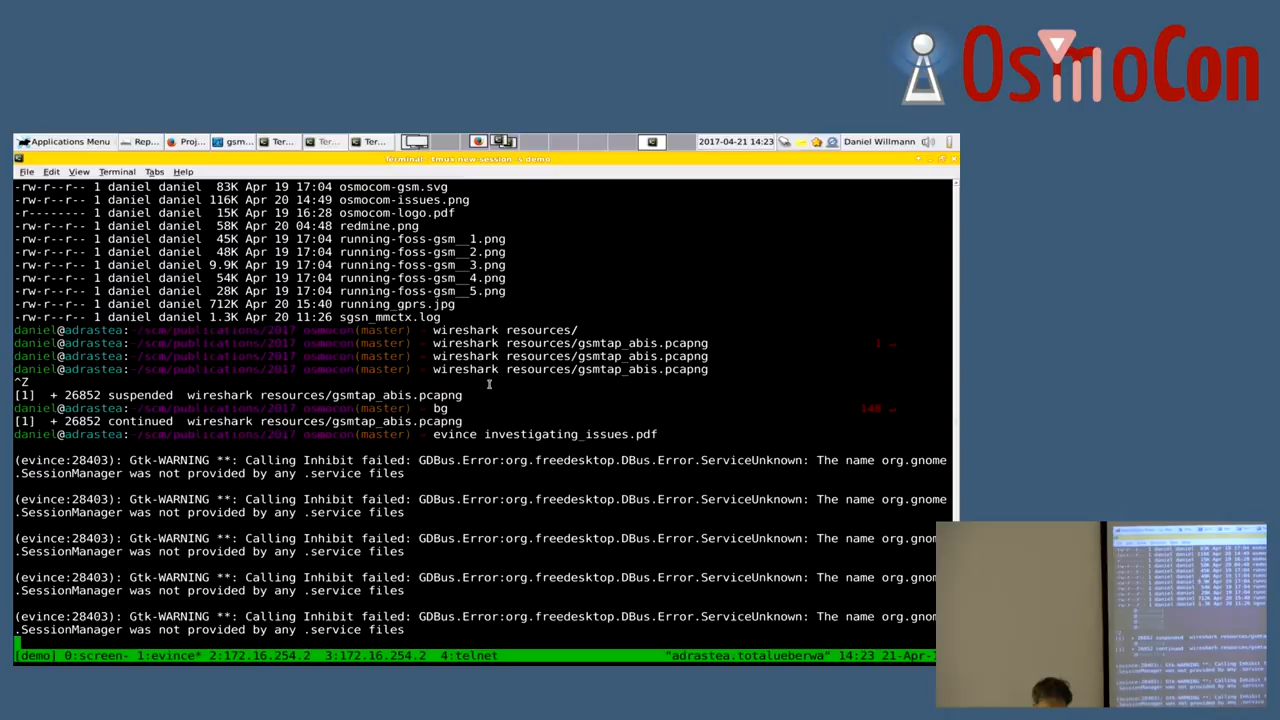 OsmoCon
Applications Menu Rep... Proj... gsm... Ter... Ter... Ter... 2017-04-21 14:23 Daniel Willmann
Terminal - tmux new-session -s demo
File Edit View Terminal Tabs Help
-rw-r--r-- 1 daniel daniel 83K Apr 19 17:04 osmocom-gsm.svg
-rw-r--r-- 1 daniel daniel 116K Apr 20 14:49 osmocom-issues.png
-r-------- 1 daniel daniel 15K Apr 19 16:28 osmocom-logo.pdf
-rw-r--r-- 1 daniel daniel 58K Apr 20 04:48 redmine.png
-rw-r--r-- 1 daniel daniel 45K Apr 19 17:04 running-foss-gsm__1.png
-rw-r--r-- 1 daniel daniel 48K Apr 19 17:04 running-foss-gsm__2.png
-rw-r--r-- 1 daniel daniel 9.9K Apr 19 17:04 running-foss-gsm__3.png
-rw-r--r-- 1 daniel daniel 54K Apr 19 17:04 running-foss-gsm__4.png
-rw-r--r-- 1 daniel daniel 28K Apr 19 17:04 running-foss-gsm__5.png
-rw-r--r-- 1 daniel daniel 712K Apr 20 15:40 running_gprs.jpg
-rw-r--r-- 1 daniel daniel 1.3K Apr 20 11:26 sgsn_mmctx.log
daniel@adrastea:~/scm/publications/2017 osmocon(master) - wireshark resources/
daniel@adrastea:~/scm/publications/2017 osmocon(master) - wireshark resources/gsmtap_abis.pcapng 1 ↵
daniel@adrastea:~/scm/publications/2017 osmocon(master) - wireshark resources/gsmtap_abis.pcapng
daniel@adrastea:~/scm/publications/2017 osmocon(master) - wireshark resources/gsmtap_abis.pcapng
^Z
[1] + 26852 suspended wireshark resources/gsmtap_abis.pcapng
daniel@adrastea:~/scm/publications/2017 osmocon(master) - bg 148 ↵
[1] + 26852 continued wireshark resources/gsmtap_abis.pcapng
daniel@adrastea:~/scm/publications/2017 osmocon(master) - evince investigating_issues.pdf
(evince:28403): Gtk-WARNING **: Calling Inhibit failed: GDBus.Error:org.freedesktop.DBus.Error.ServiceUnknown: The name org.gnome
.SessionManager was not provided by any .service files
(evince:28403): Gtk-WARNING **: Calling Inhibit failed: GDBus.Error:org.freedesktop.DBus.Error.ServiceUnknown: The name org.gnome
.SessionManager was not provided by any .service files
(evince:28403): Gtk-WARNING **: Calling Inhibit failed: GDBus.Error:org.freedesktop.DBus.Error.ServiceUnknown: The name org.gnom
.SessionManager was not provided by any .service files
(evince:28403): Gtk-WARNING **: Calling Inhibit failed: GDBus.Error:org.freedesktop.DBus.Error.ServiceUnknown: The name org.gnom
.SessionManager was not provided by any .service files
(evince:28403): Gtk-WARNING **: Calling Inhibit failed: GDBus.Error:org.freedesktop.DBus.Error.ServiceUnknown: The name org.gnom
.SessionManager was not provided by any .service files
[demo] 0:screen- 1:evince* 2:172.16.254.2 3:172.16.254.2 4:telnet "adrastea.totalueberwa" 14:23 21-Apr-1